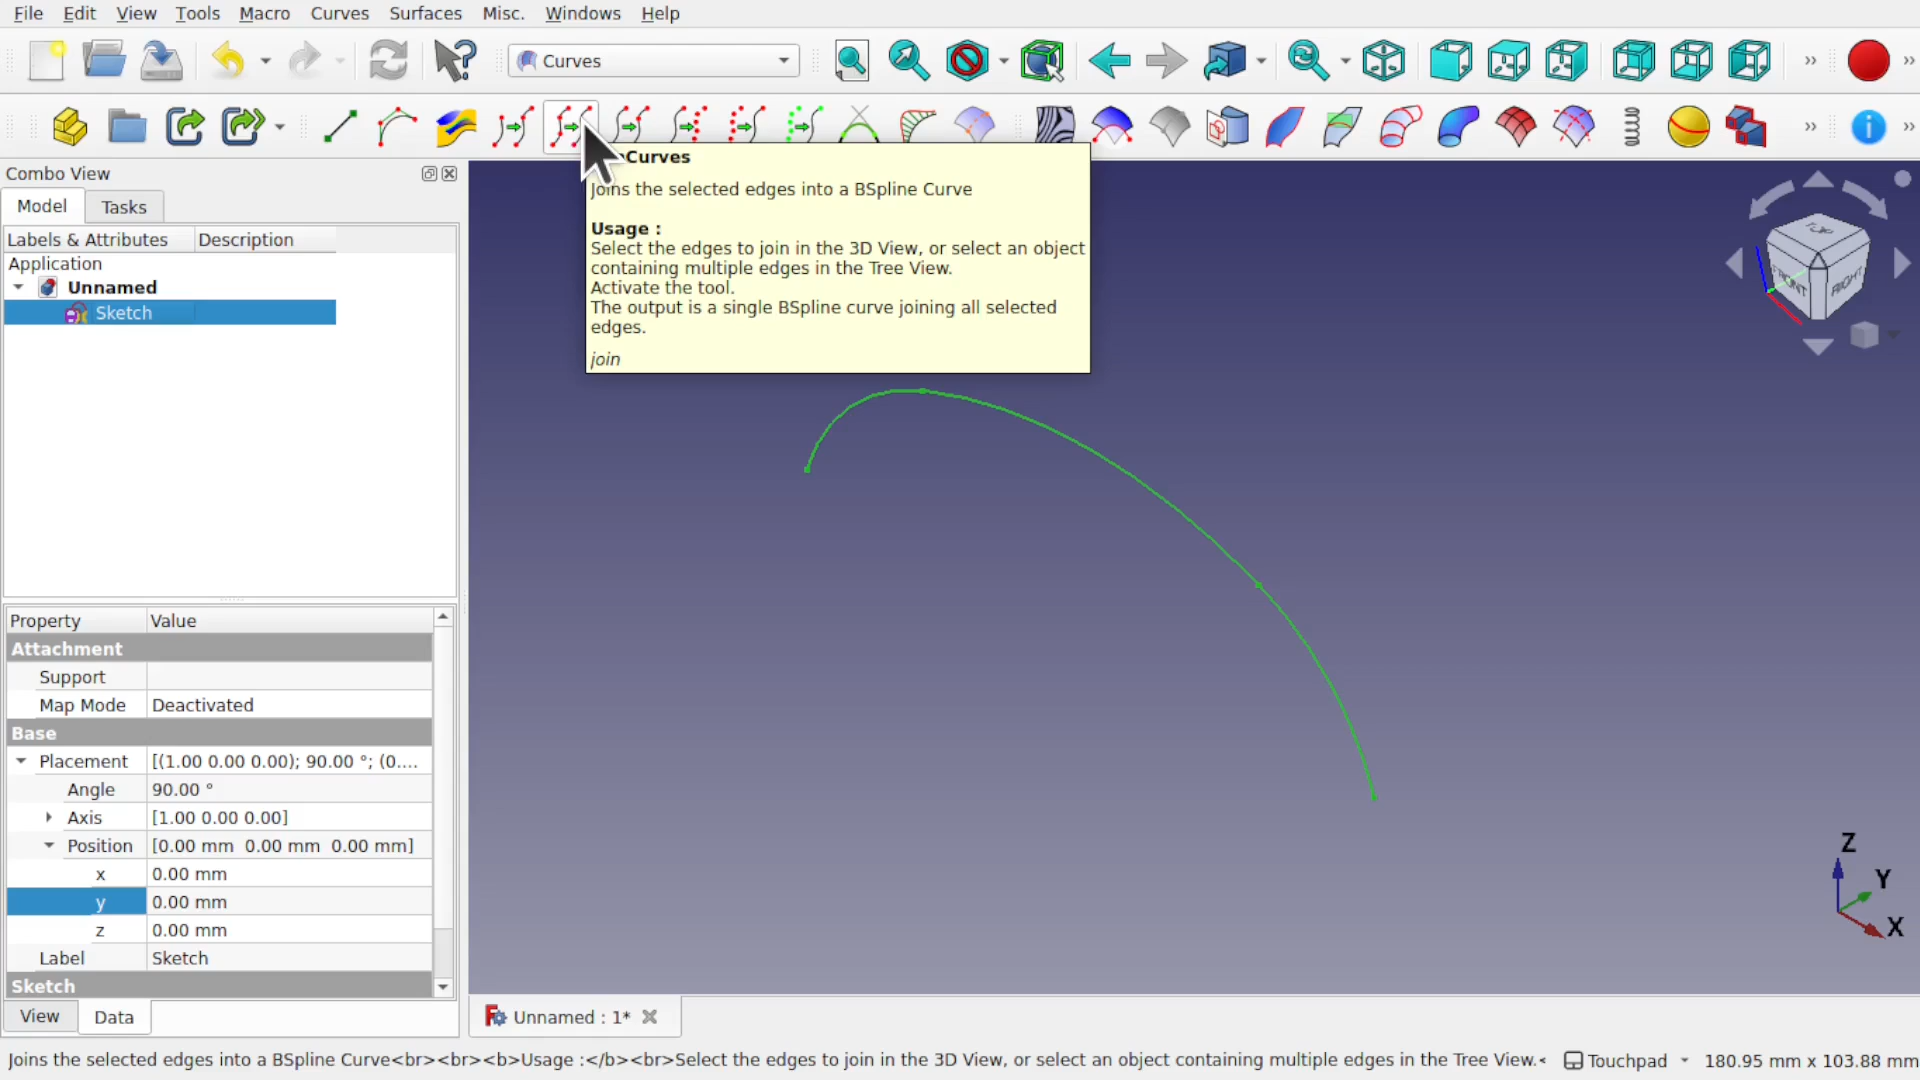 File Edit View Tools Macro Curves Surfaces Misc. Windows Help
Curves
Combo View
Model Tasks
Labels & Attributes Description
Application
Unnamed
Sketch
Curves
Joins the selected edges into a BSpline Curve
Usage :
Select the edges to join in the 3D View, or select an object
containing multiple edges in the Tree View.
Activate the tool.
The output is a single BSpline curve joining all selected
edges.
join
TOP
FRONT
RIGHT
Property Value
Attachment
Support
Map Mode Deactivated
Base
Placement [(1.00 0.00 0.00); 90.00 °; (0....
Angle 90.00 °
Axis [1.00 0.00 0.00]
Position [0.00 mm 0.00 mm 0.00 mm]
x 0.00 mm
y 0.00 mm
z 0.00 mm
Label Sketch
Sketch
View Data
Z
Y
X
Unnamed : 1*
Joins the selected edges into a BSpline Curve<br><br><b>Usage :</b><br>Select the edges to join in the 3D View, or select an object containing multiple edges in the Tree View.< Touchpad 180.95 mm x 103.88 mm